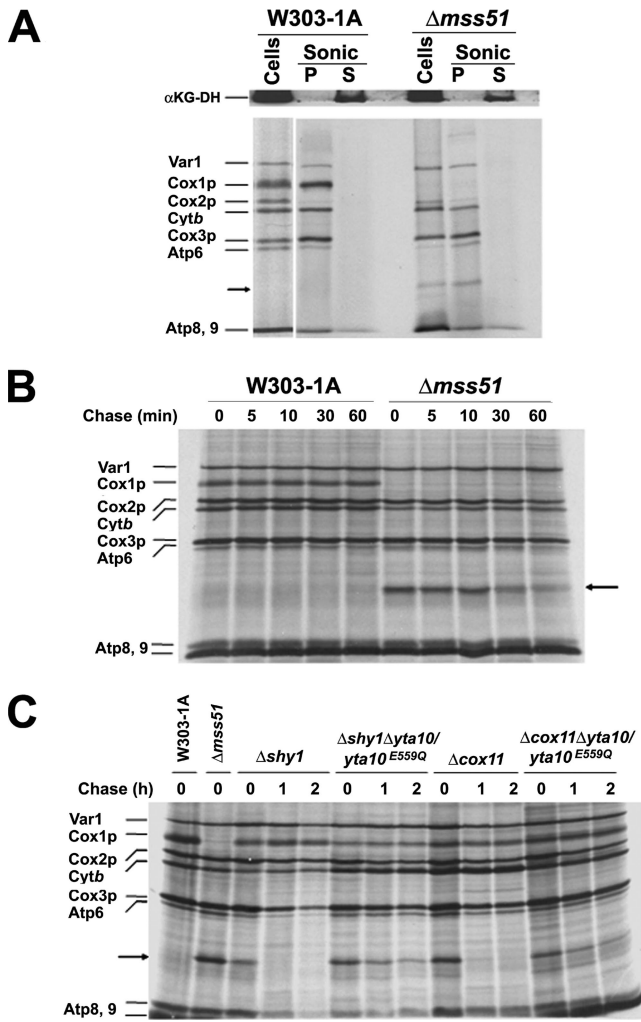 A
W303-1A Δmss51
Cells Sonic Cells Sonic
P S P S
αKG-DH
Var1
Cox1p
Cox2p
Cytb
Cox3p
Atp6
Atp8, 9
B
W303-1A Δmss51
Chase (min) 0 5 10 30 60 0 5 10 30 60
Var1
Cox1p
Cox2p
Cytb
Cox3p
Atp6
Atp8, 9
C
W303-1A Δmss51 Δshy1 Δshy1Δyta10/ Δcox11 Δcox11Δyta10/
yta10E559Q yta10E559Q
Chase (h) 0 0 0 1 2 0 1 2 0 1 2 0 1 2
Var1
Cox1p
Cox2p
Cytb
Cox3p
Atp6
Atp8, 9